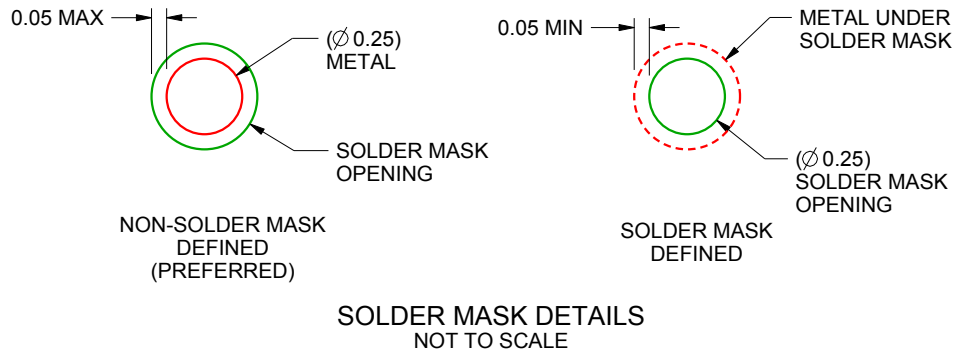 0.05 MAX
(∅ 0.25)
METAL
SOLDER MASK
OPENING
NON-SOLDER MASK
DEFINED
(PREFERRED)
0.05 MIN
METAL UNDER
SOLDER MASK
(∅ 0.25)
SOLDER MASK
OPENING
SOLDER MASK
DEFINED
SOLDER MASK DETAILS
NOT TO SCALE